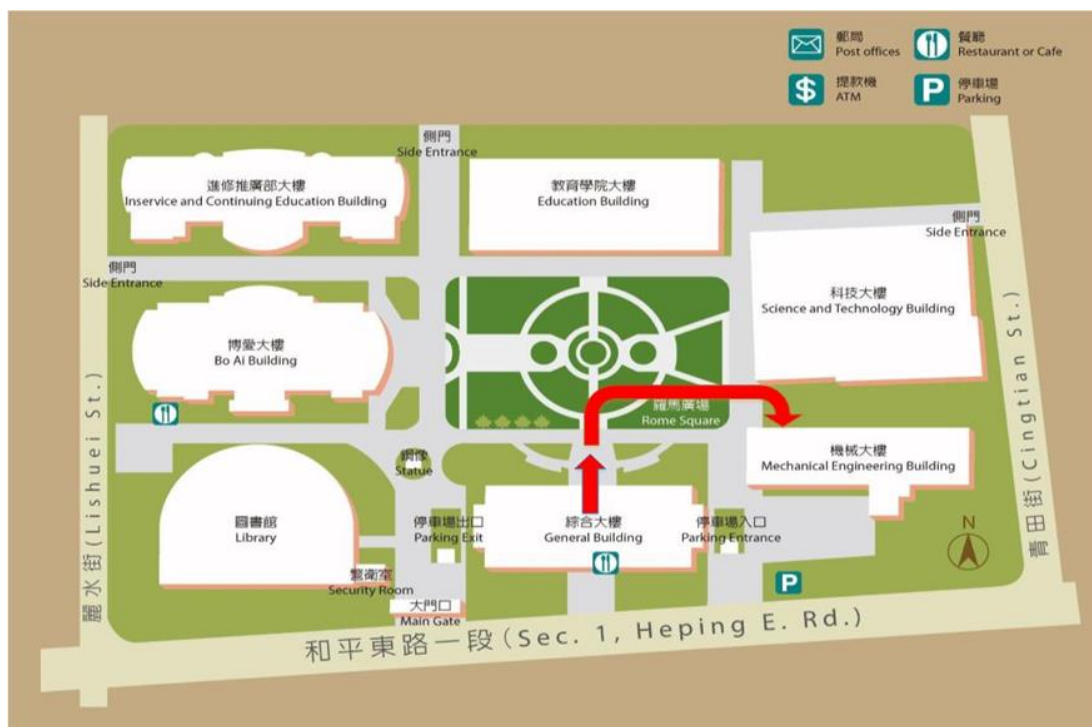 郵局
Post offices
餐廳
Restaurant or Cafe
$
提款機
ATM
P
停車場
Parking
側門
Side Entrance
進修推廣部大樓
Inservice and Continuing Education Building
教育學院大樓
Education Building
側門
Side Entrance
側門
Side Entrance
科技大樓
Science and Technology Building
博愛大樓
Bo Ai Building
羅馬廣場
Rome Square
機械大樓
Mechanical Engineering Building
銅像
Statue
圖書館
Library
停車場出口
Parking Exit
綜合大樓
General Building
停車場入口
Parking Entrance
N
警衛室
Security Room
P
大門口
Main Gate
麗水街(Lishuei St.)
青田街(Cingtian St.)
和平東路一段(Sec. 1, Heping E. Rd.)